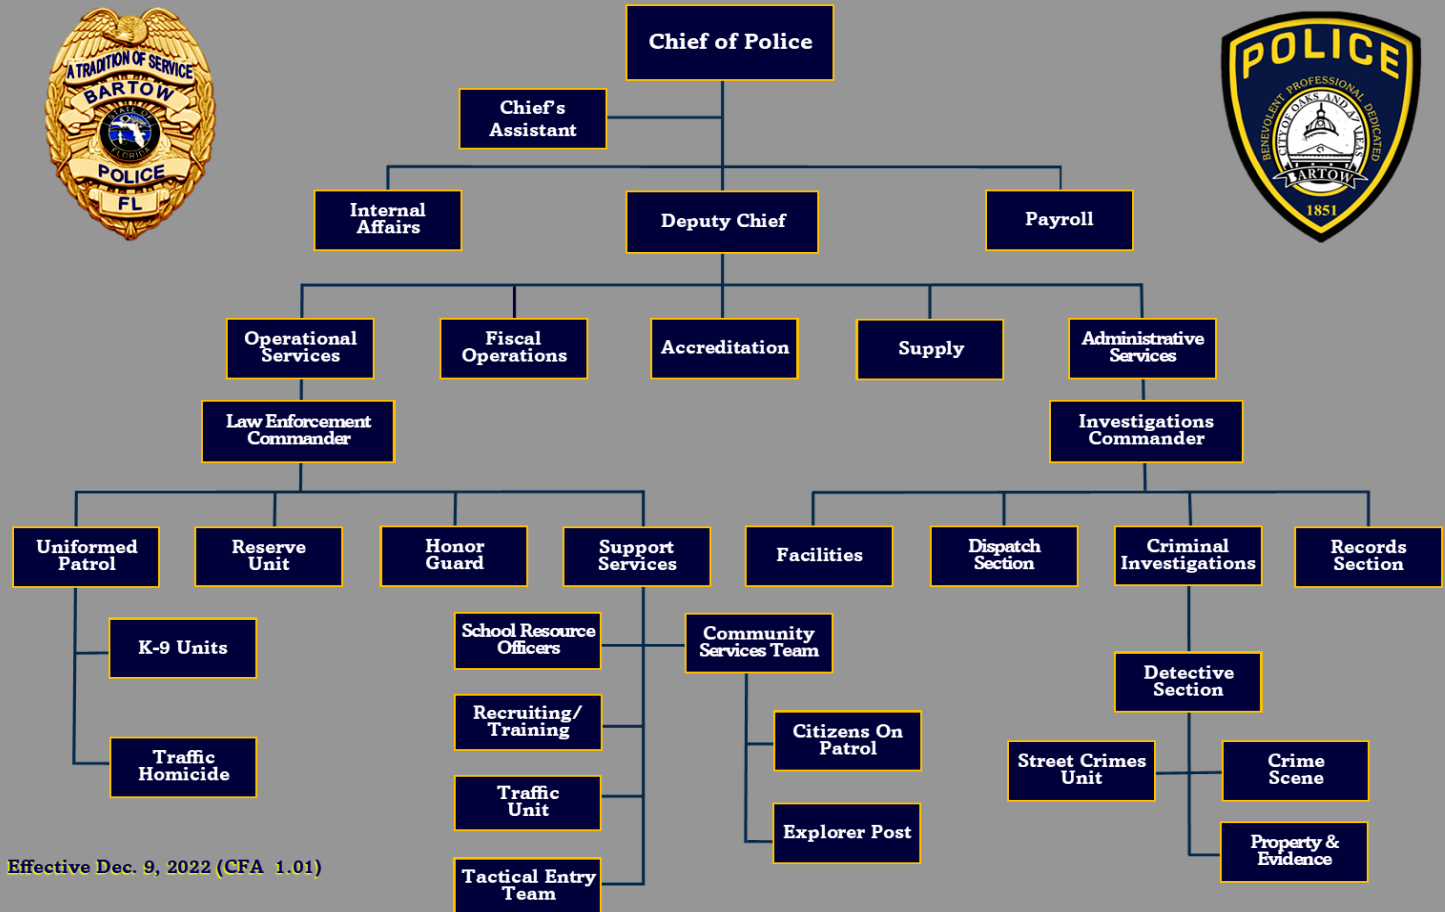 Chief of Police
A TRADITION OF SERVICE
BARTOW
STATE OF
FLORIDA
POLICE
FL
POLICE
BENEVOLENT PROFESSIONAL DEDICATED
CITY OF OAKS AND AZALEAS
BARTOW
1851
Chief's
Assistant
Internal
Affairs
Deputy Chief
Payroll
Operational
Services
Fiscal
Operations
Accreditation
Supply
Administrative
Services
Law Enforcement
Commander
Investigations
Commander
Uniformed
Patrol
Reserve
Unit
Honor
Guard
Support
Services
Facilities
Dispatch
Section
Criminal
Investigations
Records
Section
K-9 Units
Traffic
Homicide
School Resource
Officers
Community
Services Team
Recruiting/
Training
Traffic
Unit
Tactical Entry
Team
Citizens On
Patrol
Explorer Post
Detective
Section
Street Crimes
Unit
Crime
Scene
Property &
Evidence
Effective Dec. 9, 2022 (CFA 1.01)